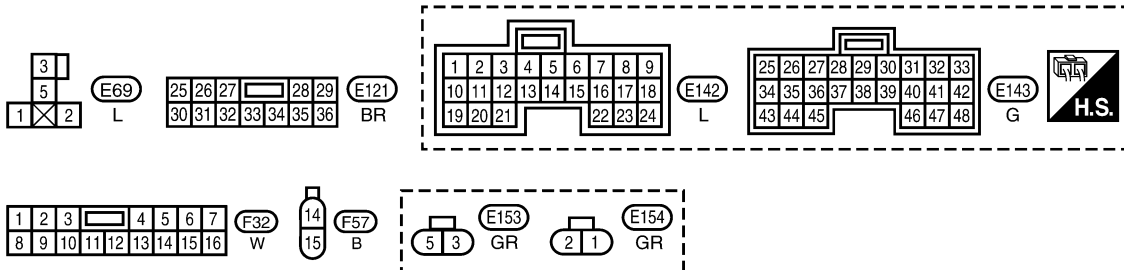 3
5
1 2
E69
L
25 26 27 28 29
30 31 32 33 34 35 36
E121
BR
1 2 3 4 5 6 7 8 9
10 11 12 13 14 15 16 17 18
19 20 21 22 23 24
E142
L
25 26 27 28 29 30 31 32 33
34 35 36 37 38 39 40 41 42
43 44 45 46 47 48
E143
G
H.S.
1 2 3 4 5 6 7
8 9 10 11 12 13 14 15 16
F32
W
14
15
F57
B
5 3
E153
GR
2 1
E154
GR